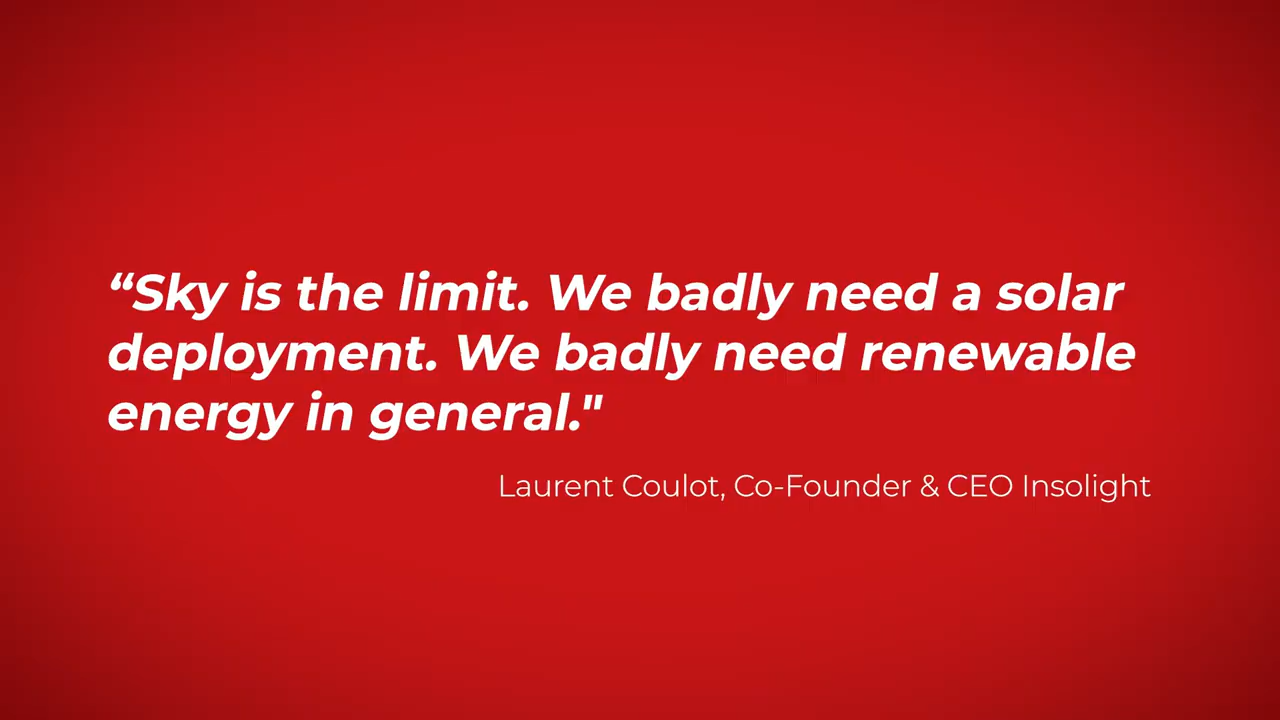 “Sky is the limit. We badly need a solar
deployment. We badly need renewable
energy in general."
Laurent Coulot, Co-Founder & CEO Insolight